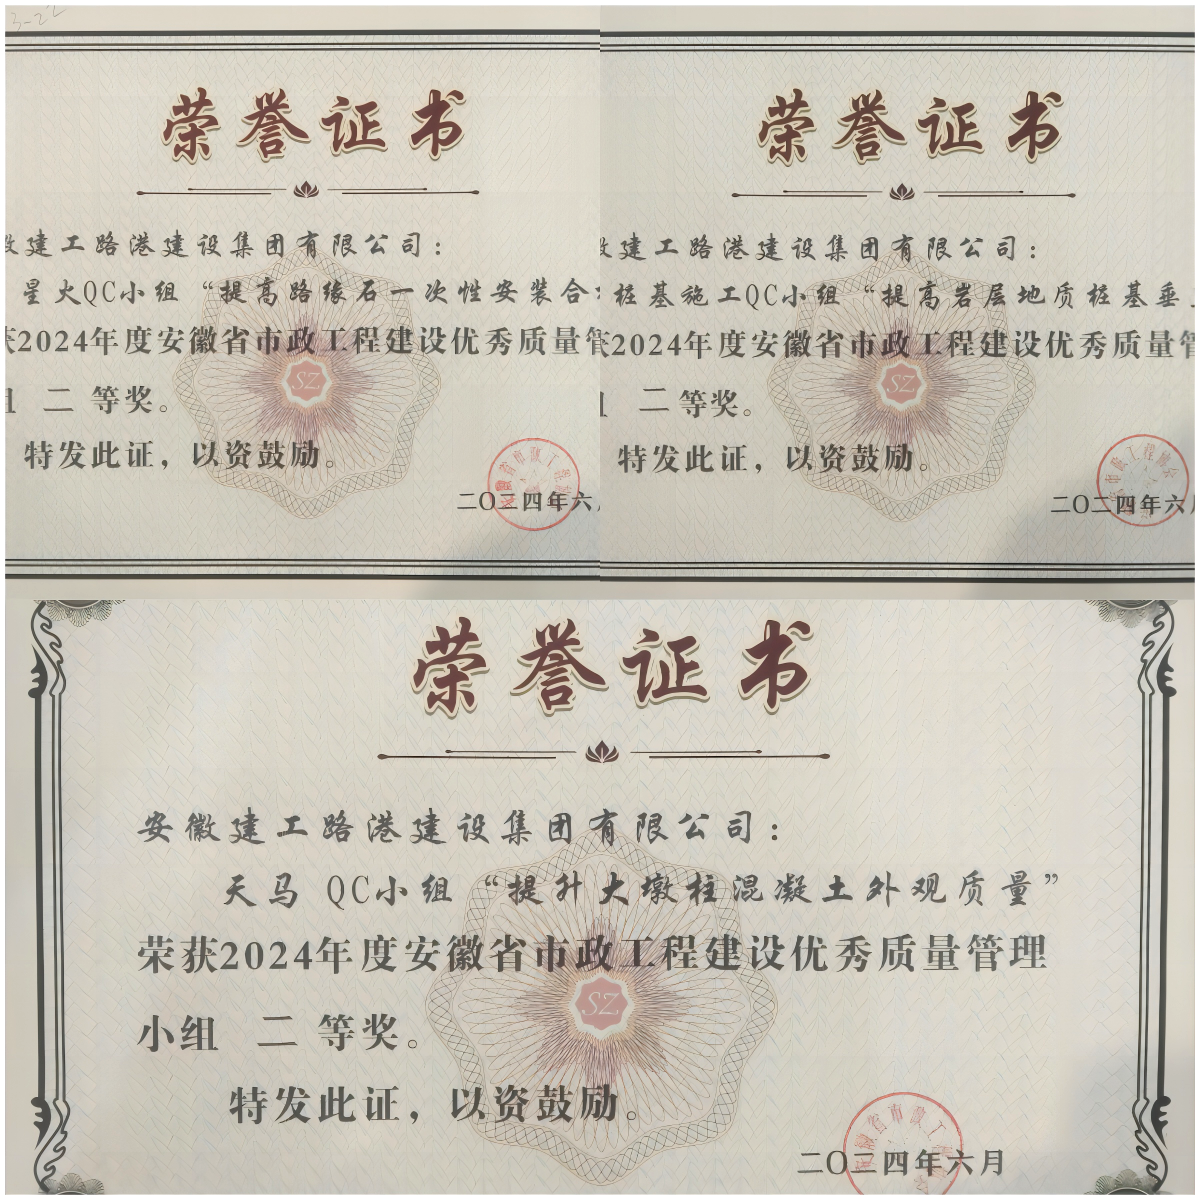 3-22
荣誉证书
建工路港建设集团有限公司：
星火QC小组“提高路缘石一次性安装合
2024年度安徽省市政工程建设优秀质量管
二 等奖。
特发此证，以资鼓励。
二〇二四年六月
SZ
荣誉证书
建工路港建设集团有限公司：
桩基施工QC小组“提高岩层地质桩基垂
2024年度安徽省市政工程建设优秀质量管
二 等奖。
特发此证，以资鼓励。
二〇二四年六月
SZ
荣誉证书
安徽建工路港建设集团有限公司：
天马 QC小组“提升大墩柱混凝土外观质量”
荣获2024年度安徽省市政工程建设优秀质量管理
小组 二 等奖。
特发此证，以资鼓励。
二〇二四年六月
SZ